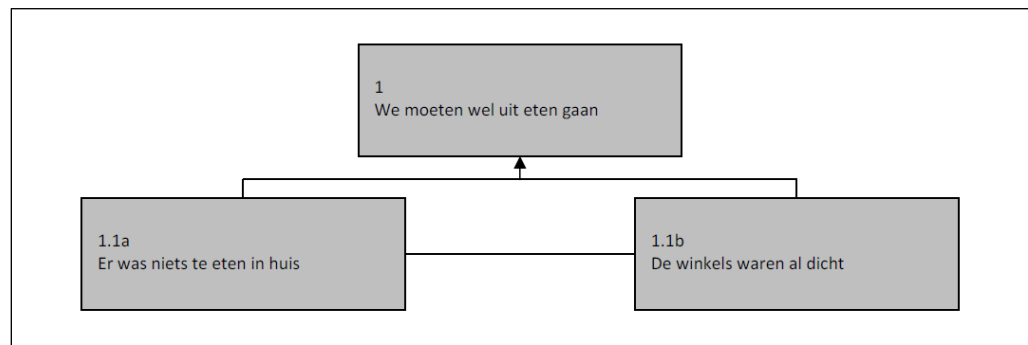 1
We moeten wel uit eten gaan
1.1a
Er was niets te eten in huis
1.1b
De winkels waren al dicht